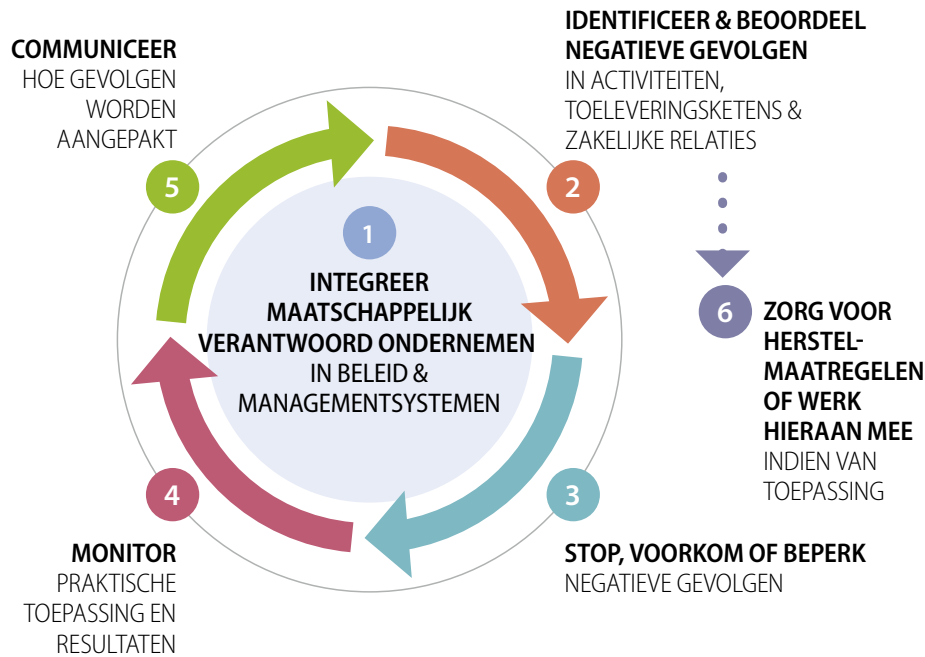 1
INTEGREER
MAATSCHAPPELIJK
VERANTWOORD ONDERNEMEN
IN BELEID &
MANAGEMENTSYSTEMEN
2
IDENTIFICEER & BEOORDEEL
NEGATIEVE GEVOLGEN
IN ACTIVITEITEN,
TOELEVERINGSKETENS &
ZAKELIJKE RELATIES
3
STOP, VOORKOM OF BEPERK
NEGATIEVE GEVOLGEN
4
MONITOR
PRAKTISCHE
TOEPASSING EN
RESULTATEN
5
COMMUNICEER
HOE GEVOLGEN
WORDEN
AANGEPAKT
6
ZORG VOOR
HERSTEL-
MAATREGELEN
OF WERK
HIERAAN MEE
INDIEN VAN
TOEPASSING